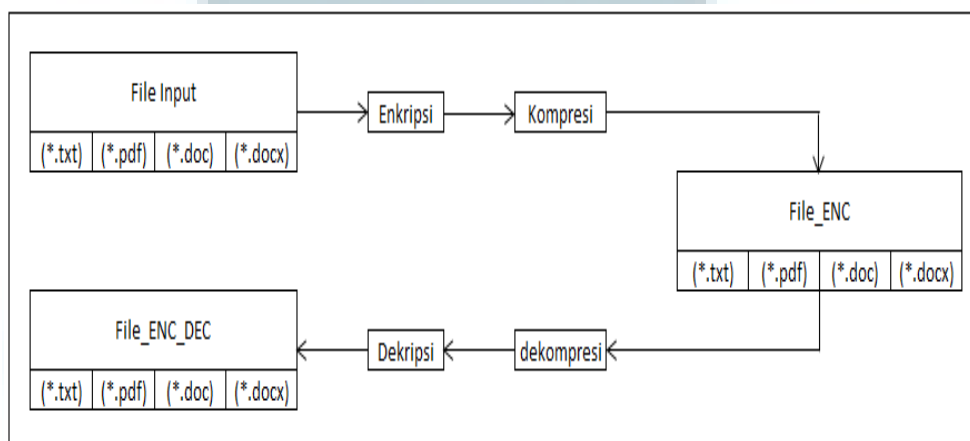 File Input
(*.txt) (*.pdf) (*.doc) (*.docx)
Enkripsi
Kompresi
File_ENC
(*.txt) (*.pdf) (*.doc) (*.docx)
dekompresi
Dekripsi
File_ENC_DEC
(*.txt) (*.pdf) (*.doc) (*.docx)